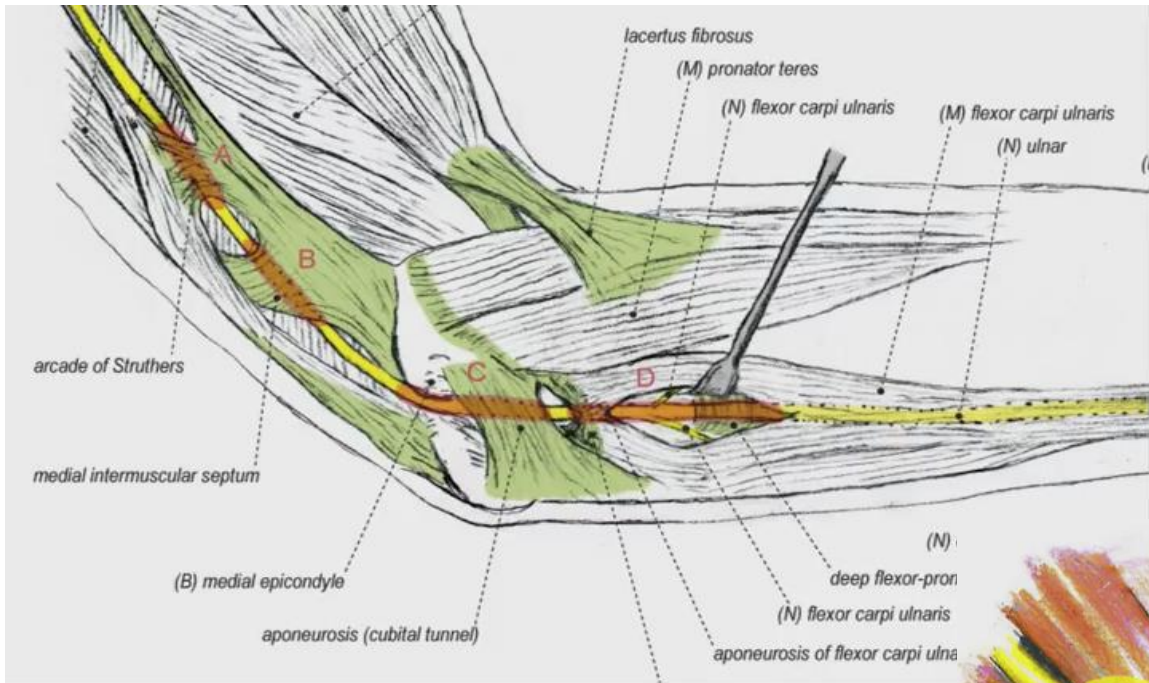 lacertus fibrosus
(M) pronator teres
(N) flexor carpi ulnaris
(M) flexor carpi ulnaris
(N) ulnar
A
B
arcade of Struthers
C
D
medial intermuscular septum
(N)
(B) medial epicondyle
deep flexor-pron
(N) flexor carpi ulnaris
aponeurosis (cubital tunnel)
aponeurosis of flexor carpi ulna